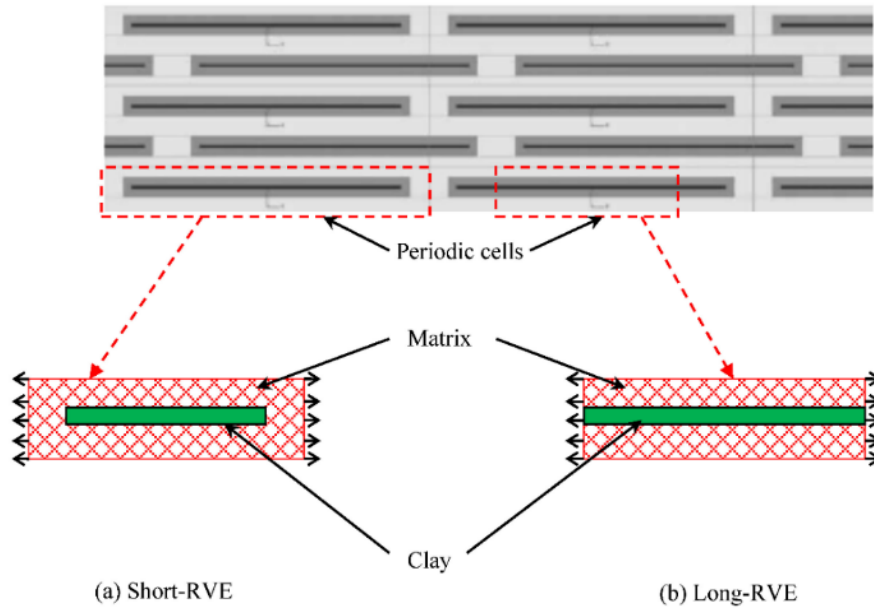 Periodic cells
Matrix
Clay
(a) Short-RVE
(b) Long-RVE